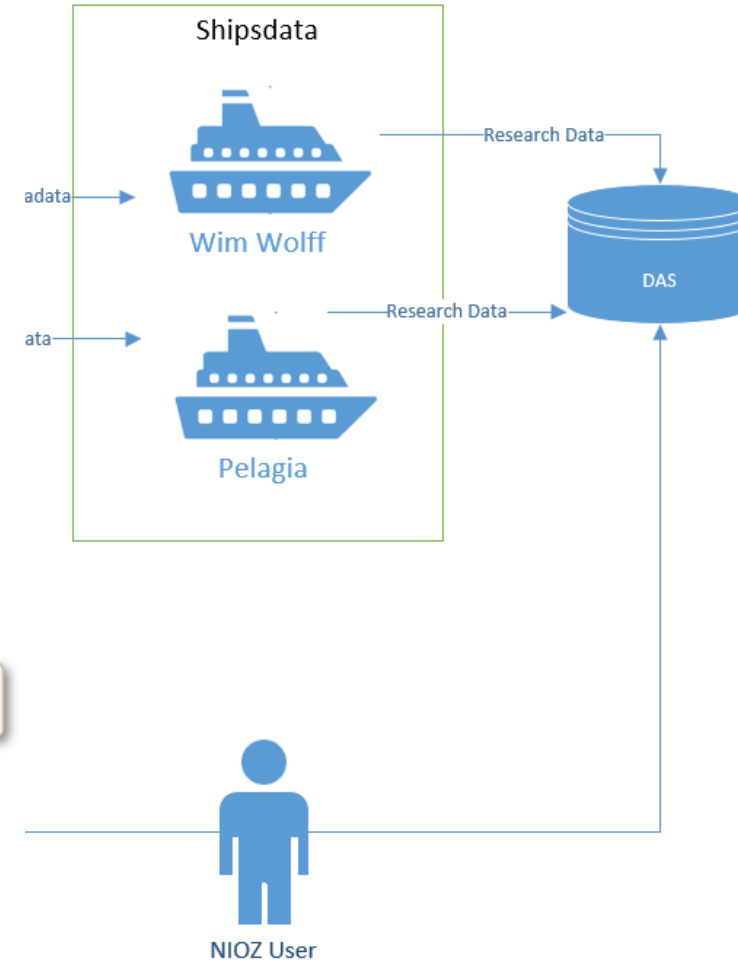 Shipsdata
Research Data
adata
Wim Wolff
DAS
Research Data
ata
Pelagia
NIOZ User